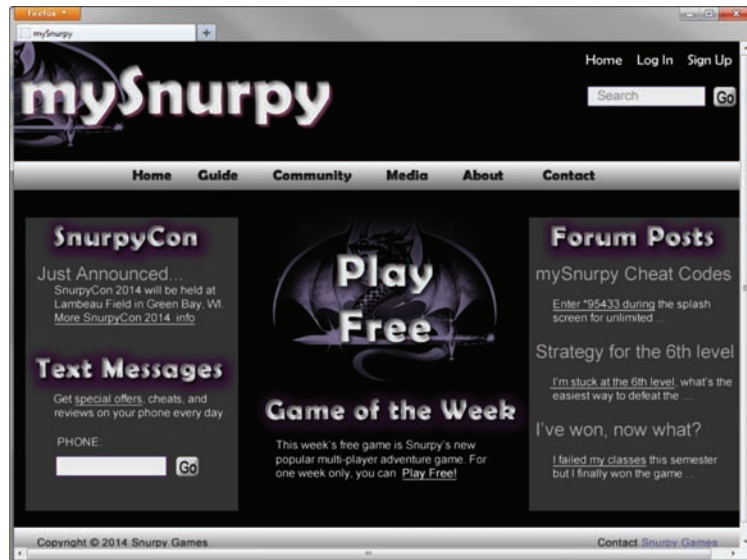 Firefox
mySnurpy
+
Home Log In Sign Up
mySnurpy
Search Go
Home Guide Community Media About Contact
SnurpyCon
Just Announced...
SnurpyCon 2014 will be held at
Lambeau Field in Green Bay, WI.
More SnurpyCon 2014 info
Text Messages
Get special offers, cheats, and
reviews on your phone every day.
PHONE:
Go
Play
Free
Game of the Week
This week's free game is Snurpy's new
popular multi-player adventure game. For
one week only, you can Play Free!
Forum Posts
mySnurpy Cheat Codes
Enter *95433 during the splash
screen for unlimited ...
Strategy for the 6th level
I'm stuck at the 6th level, what's the
easiest way to defeat the ....
I've won, now what?
I failed my classes this semester
but I finally won the game ...
Copyright © 2014 Snurpy Games
Contact Snurpy Games